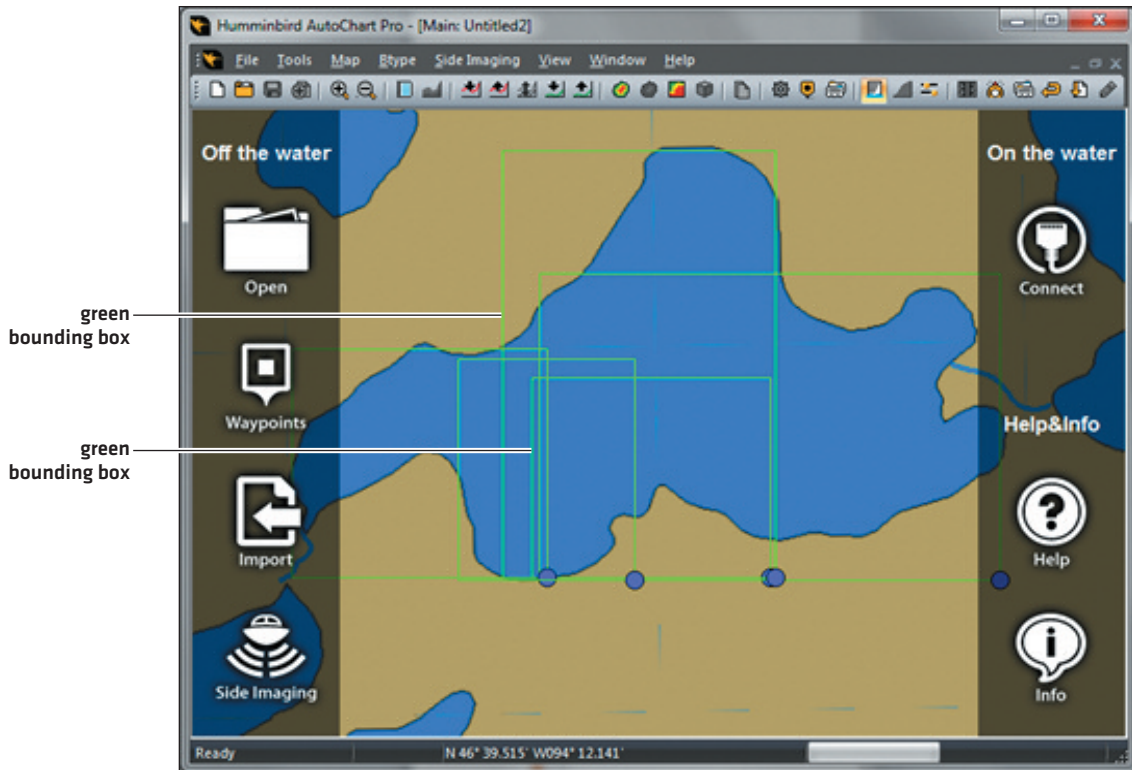 Humminbird AutoChart Pro - [Main: Untitled2]
File Tools Map Btype Side Imaging View Window Help
Off the water
Open
Waypoints
Import
Side Imaging
green
bounding box
green
bounding box
On the water
Connect
Help&Info
Help
Info
Ready
N 46° 39.515' W094° 12.141'